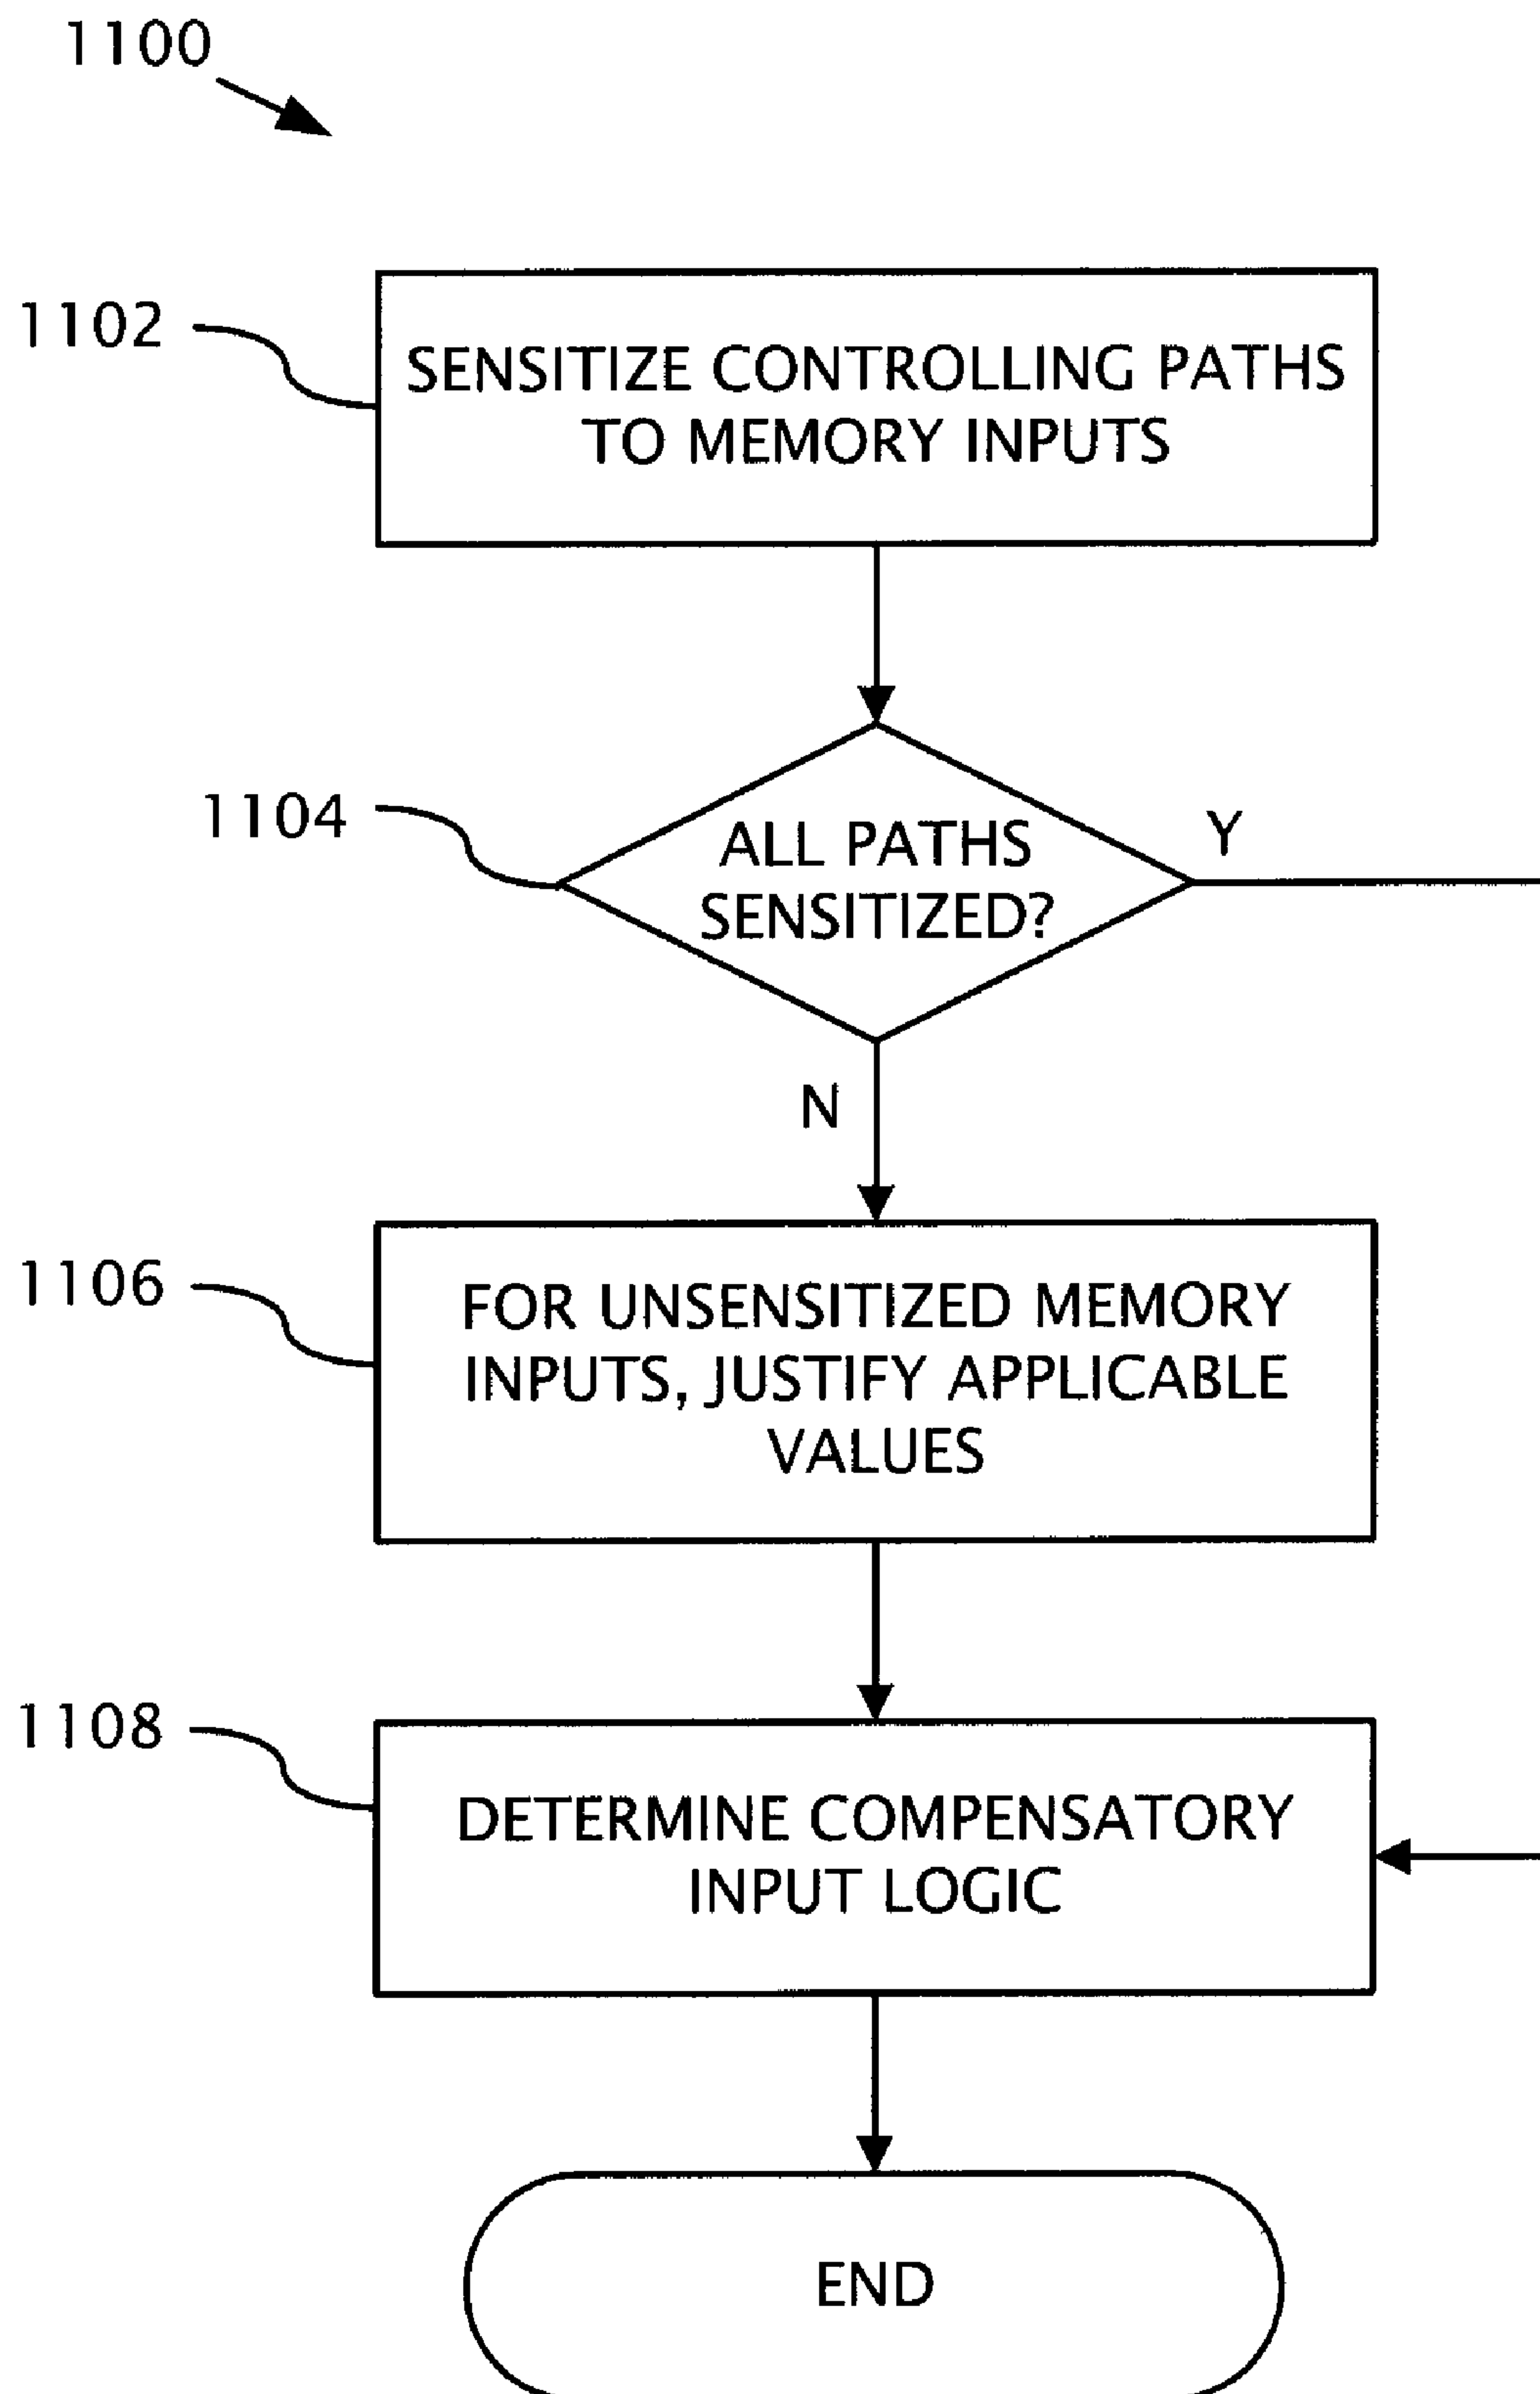 1100
1102
SENSITIZE CONTROLLING PATHS
TO MEMORY INPUTS
1104
ALL PATHS
SENSITIZED?
Y
N
1106
FOR UNSENSITIZED MEMORY
INPUTS, JUSTIFY APPLICABLE
VALUES
1108
DETERMINE COMPENSATORY
INPUT LOGIC
END